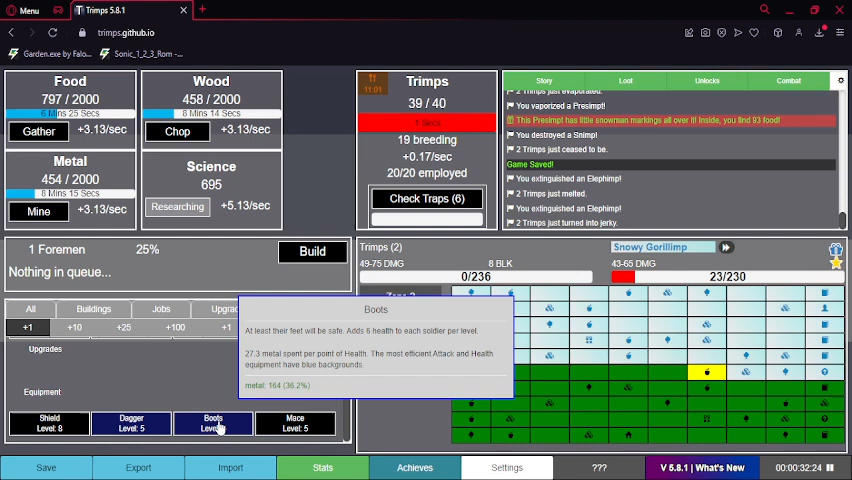 Menu
Trimps 5.8.1
trimps.github.io
Garden.exe by Falo...
Sonic_1_2_3_Rom -...
Food
797 / 2000
6 Mins 25 Secs
Gather
+3.13/sec
Wood
458 / 2000
8 Mins 14 Secs
Chop
+3.13/sec
Metal
454 / 2000
8 Mins 15 Secs
Mine
+3.13/sec
Science
695
Researching
+5.13/sec
11:01
Trimps
39 / 40
1 Secs
19 breeding
+0.17/sec
20/20 employed
Check Traps (6)
Story
Loot
Unlocks
Combat
2 Trimps just evaporated.
You vaporized a Presimpt!
This Presimpt has little snowman markings all over it! Inside, you find 93 food!
You destroyed a Snimp!
2 Trimps just ceased to be.
Game Saved!
You extinguished an Elephimp!
2 Trimps just melted.
You extinguished an Elephimp!
2 Trimps just turned into jerky.
1 Foremen
25%
Build
Nothing in queue...
Trimps (2)
49-75 DMG
8 BLK
0/236
Snowy Gorillimp
43-65 DMG
23/230
All
Buildings
Jobs
+1
+10
+25
+100
+1
Upgrades
Equipment
Boots
At least their feet will be safe. Adds 6 health to each soldier per level.
27.3 metal spent per point of Health. The most efficient Attack and Health
equipment have blue backgrounds.
metal: 164 (36.2%)
Shield
Level: 8
Dagger
Level: 5
Boots
Mace
Level: 5
Save
Export
Import
Stats
Achieves
Settings
???
V 5.8.1 | What's New
00:00:32:24